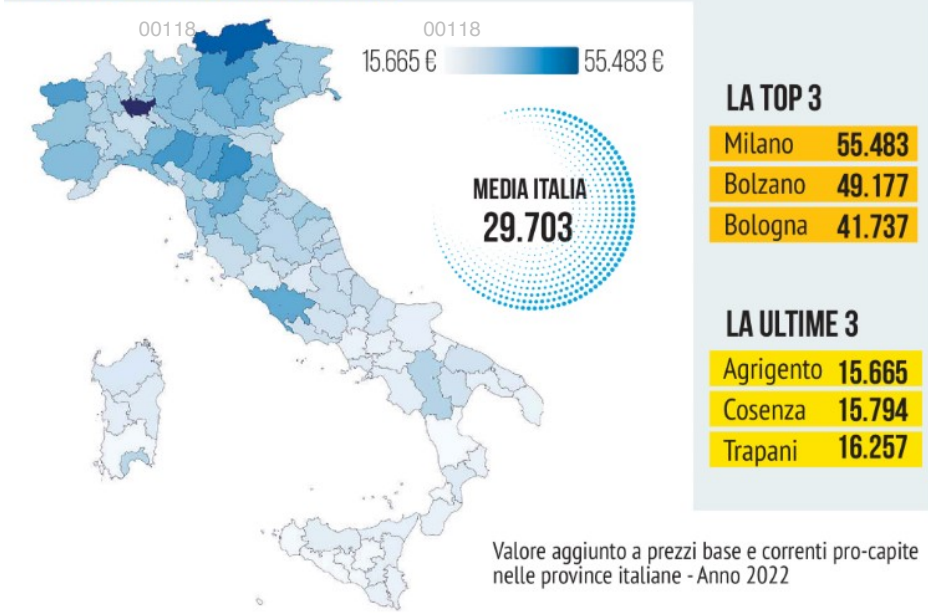 00118
00118
15.665 €
55.483 €
MEDIA ITALIA
29.703
LA TOP 3
Milano 55.483
Bolzano 49.177
Bologna 41.737
LA ULTIME 3
Agrigento 15.665
Cosenza 15.794
Trapani 16.257
Valore aggiunto a prezzi base e correnti pro-capite
nelle province italiane - Anno 2022